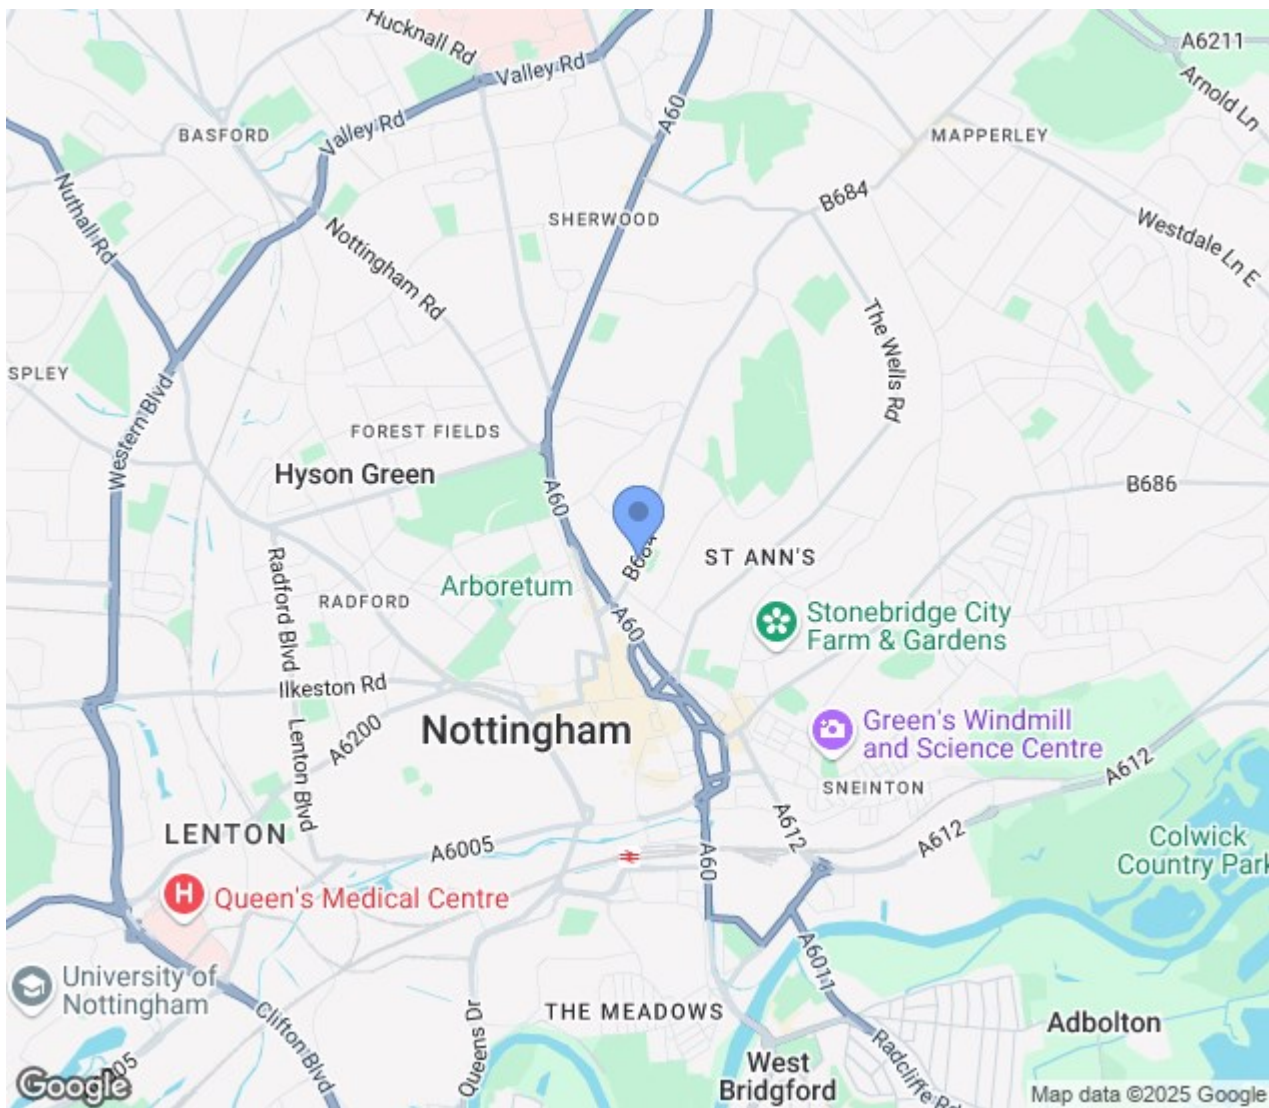 Hucknall Rd
Valley Rd
A6211
Arnold Ln
A60
BASFORD
Valley Rd
MAPPERLEY
Nuthall Rd
B684
SHERWOOD
Westdale Ln E
Nottingham Rd
The Wells Rd
SPLEY
Western Blvd
FOREST FIELDS
Hyson Green
A60
B686
B684
ST ANN'S
Radford Blvd
Arboretum
RADFORD
A60
Stonebridge City
Farm & Gardens
Ilkeston Rd
A6200
Lenton Blvd
Nottingham
Green's Windmill
and Science Centre
A612
SNEINTON
LENTON
A6005
A60
A612
A612
Colwick
Country Park
H
Queen's Medical Centre
University of
Nottingham
A6011
Clifton Blvd
Queens Dr
THE MEADOWS
Adbolton
West
Bridgford
Radcliffe Rd
005
Google
Map data ©2025 Google